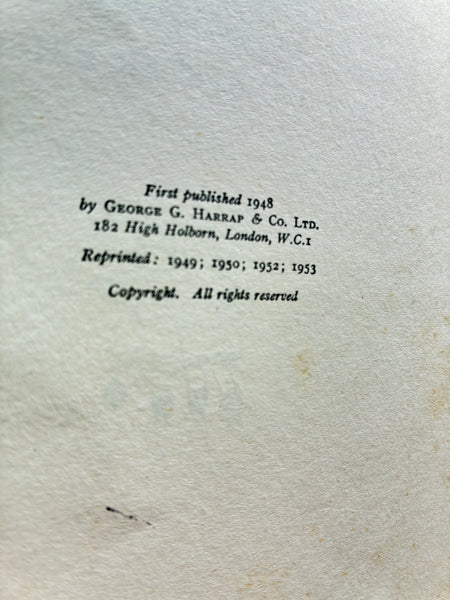 First published 1948
by GEORGE G. HARRAP & CO. LTD.
182 High Holborn, London, W.C.1
Reprinted: 1949; 1950; 1952; 1953
Copyright. All rights reserved